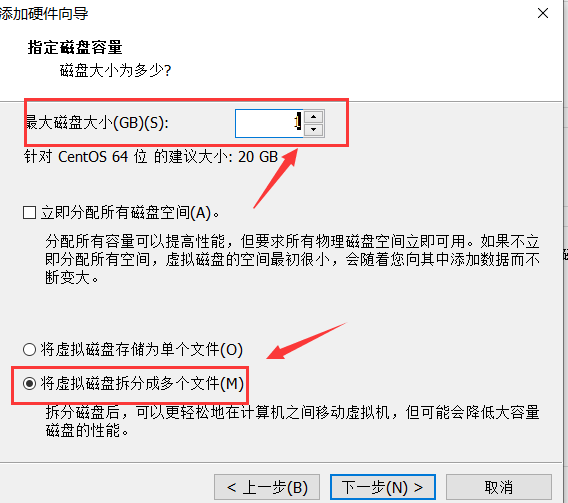 添加硬件向导
指定磁盘容量
磁盘大小为多少?
最大磁盘大小(GB)(S):
1
针对 CentOS 64 位 的建议大小: 20 GB
立即分配所有磁盘空间(A)。
分配所有容量可以提高性能，但要求所有物理磁盘空间立即可用。如果不立
即分配所有空间，虚拟磁盘的空间最初很小，会随着您向其中添加数据而不
断变大。
将虚拟磁盘存储为单个文件(O)
将虚拟磁盘拆分成多个文件(M)
拆分磁盘后，可以更轻松地在计算机之间移动虚拟机，但可能会降低大容量
磁盘的性能。
< 上一步(B)
下一步(N) >
取消